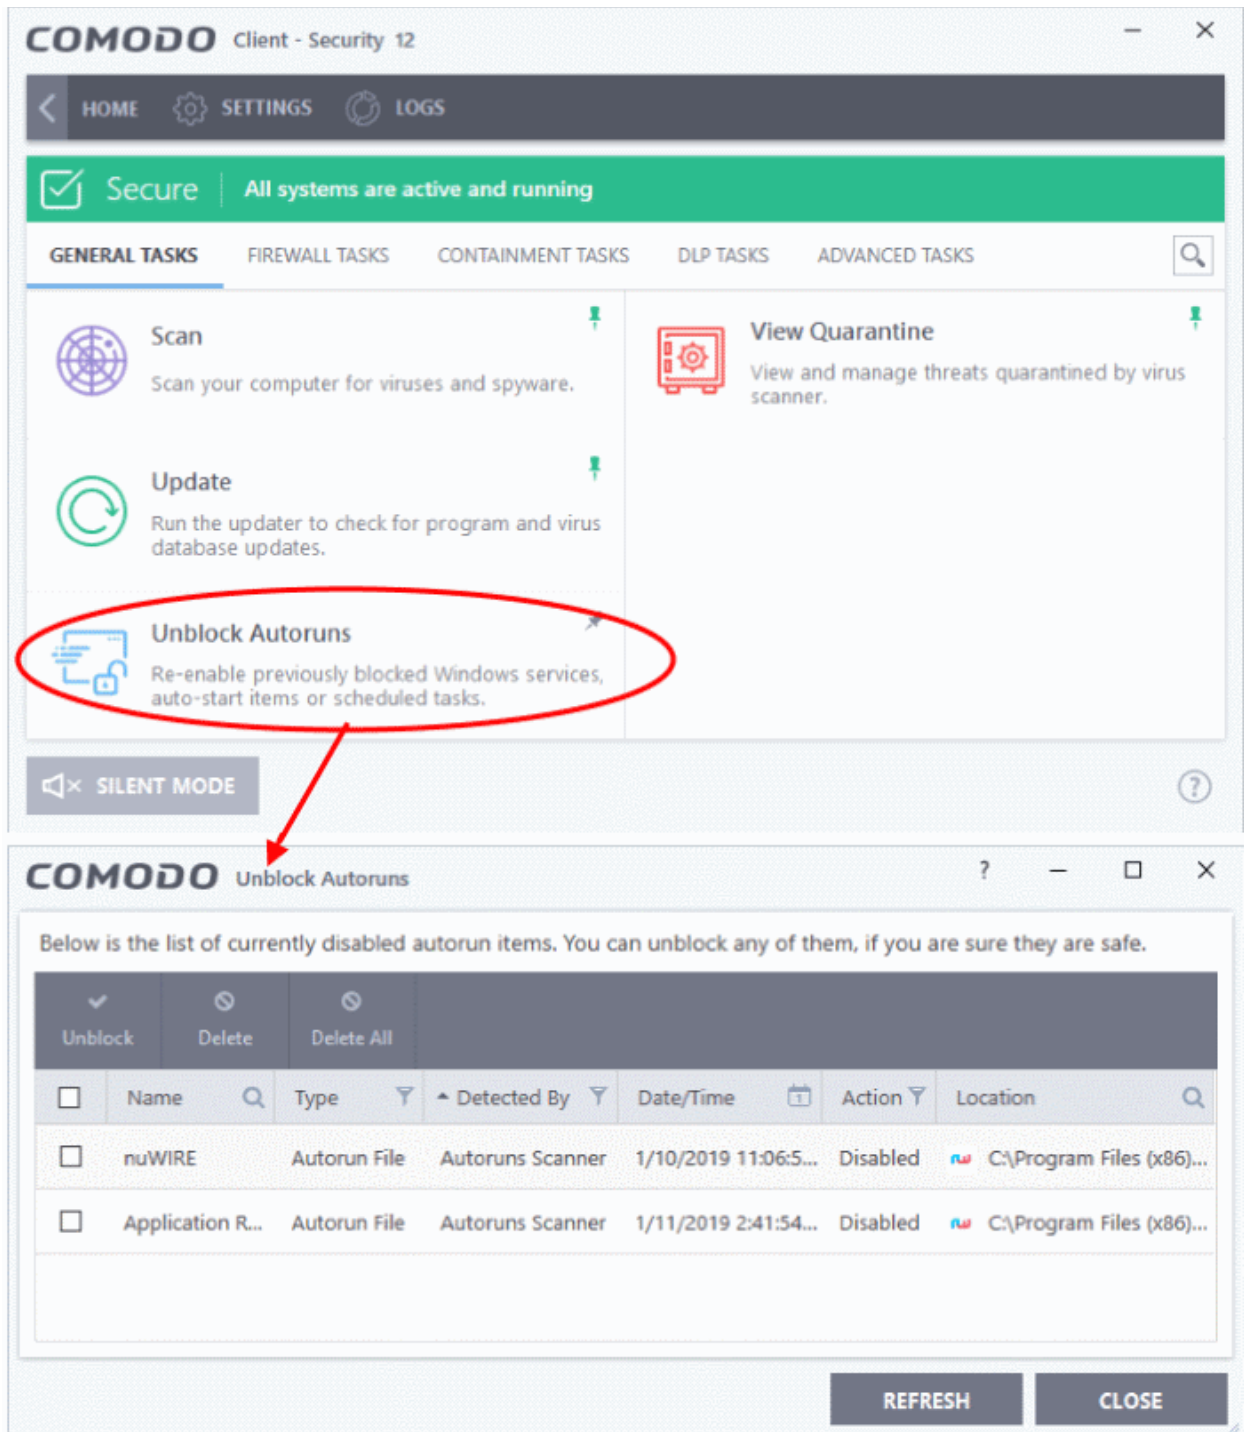 COMODO Client - Security 12
HOME SETTINGS LOGS
Secure All systems are active and running
GENERAL TASKS FIREWALL TASKS CONTAINMENT TASKS DLP TASKS ADVANCED TASKS
Scan
Scan your computer for viruses and spyware.
View Quarantine
View and manage threats quarantined by virus
scanner.
Update
Run the updater to check for program and virus
database updates.
Unblock Autoruns
Re-enable previously blocked Windows services,
auto-start items or scheduled tasks.
SILENT MODE ?
COMODO Unblock Autoruns ?
Below is the list of currently disabled autorun items. You can unblock any of them, if you are sure they are safe.
Unblock Delete Delete All
Name Type Detected By Date/Time 1 Action Location
nuWIRE Autorun File Autoruns Scanner 1/10/2019 11:06:5... Disabled C:\Program Files (x86)...
Application R... Autorun File Autoruns Scanner 1/11/2019 2:41:54... Disabled C:\Program Files (x86)...
REFRESH CLOSE